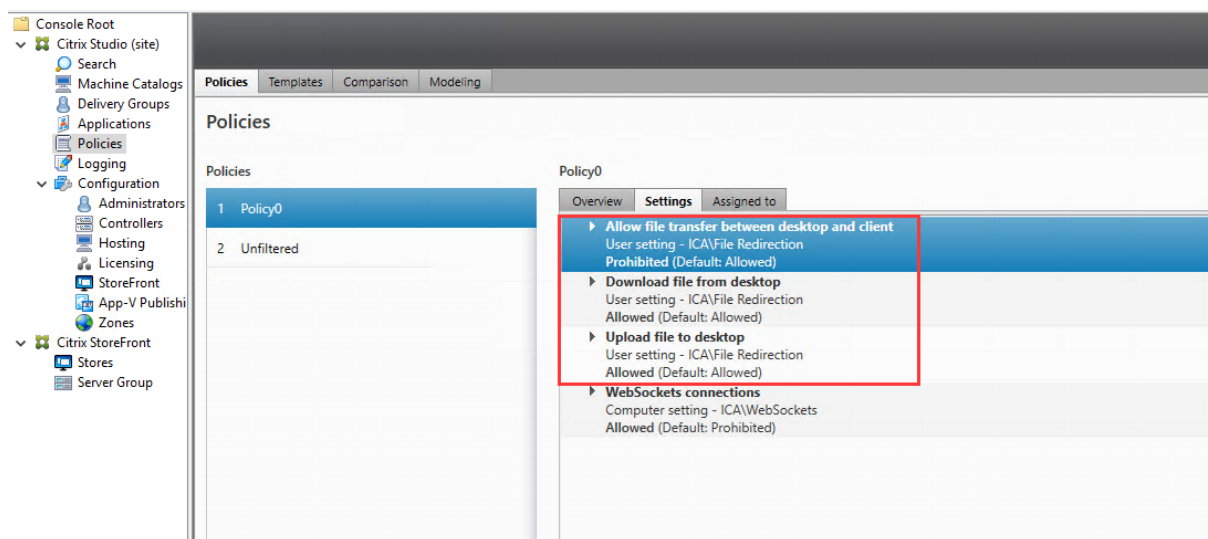 Console Root
Citrix Studio (site)
Search
Machine Catalogs
Delivery Groups
Applications
Policies
Logging
Configuration
Administrators
Controllers
Hosting
Licensing
StoreFront
App-V Publishi
Zones
Citrix StoreFront
Stores
Server Group
Policies Templates Comparison Modeling
Policies
Policies
1 Policy0
2 Unfiltered
Policy0
Overview Settings Assigned to
Allow file transfer between desktop and client
User setting - ICA\File Redirection
Prohibited (Default: Allowed)
Download file from desktop
User setting - ICA\File Redirection
Allowed (Default: Allowed)
Upload file to desktop
User setting - ICA\File Redirection
Allowed (Default: Allowed)
WebSockets connections
Computer setting - ICA\WebSockets
Allowed (Default: Prohibited)